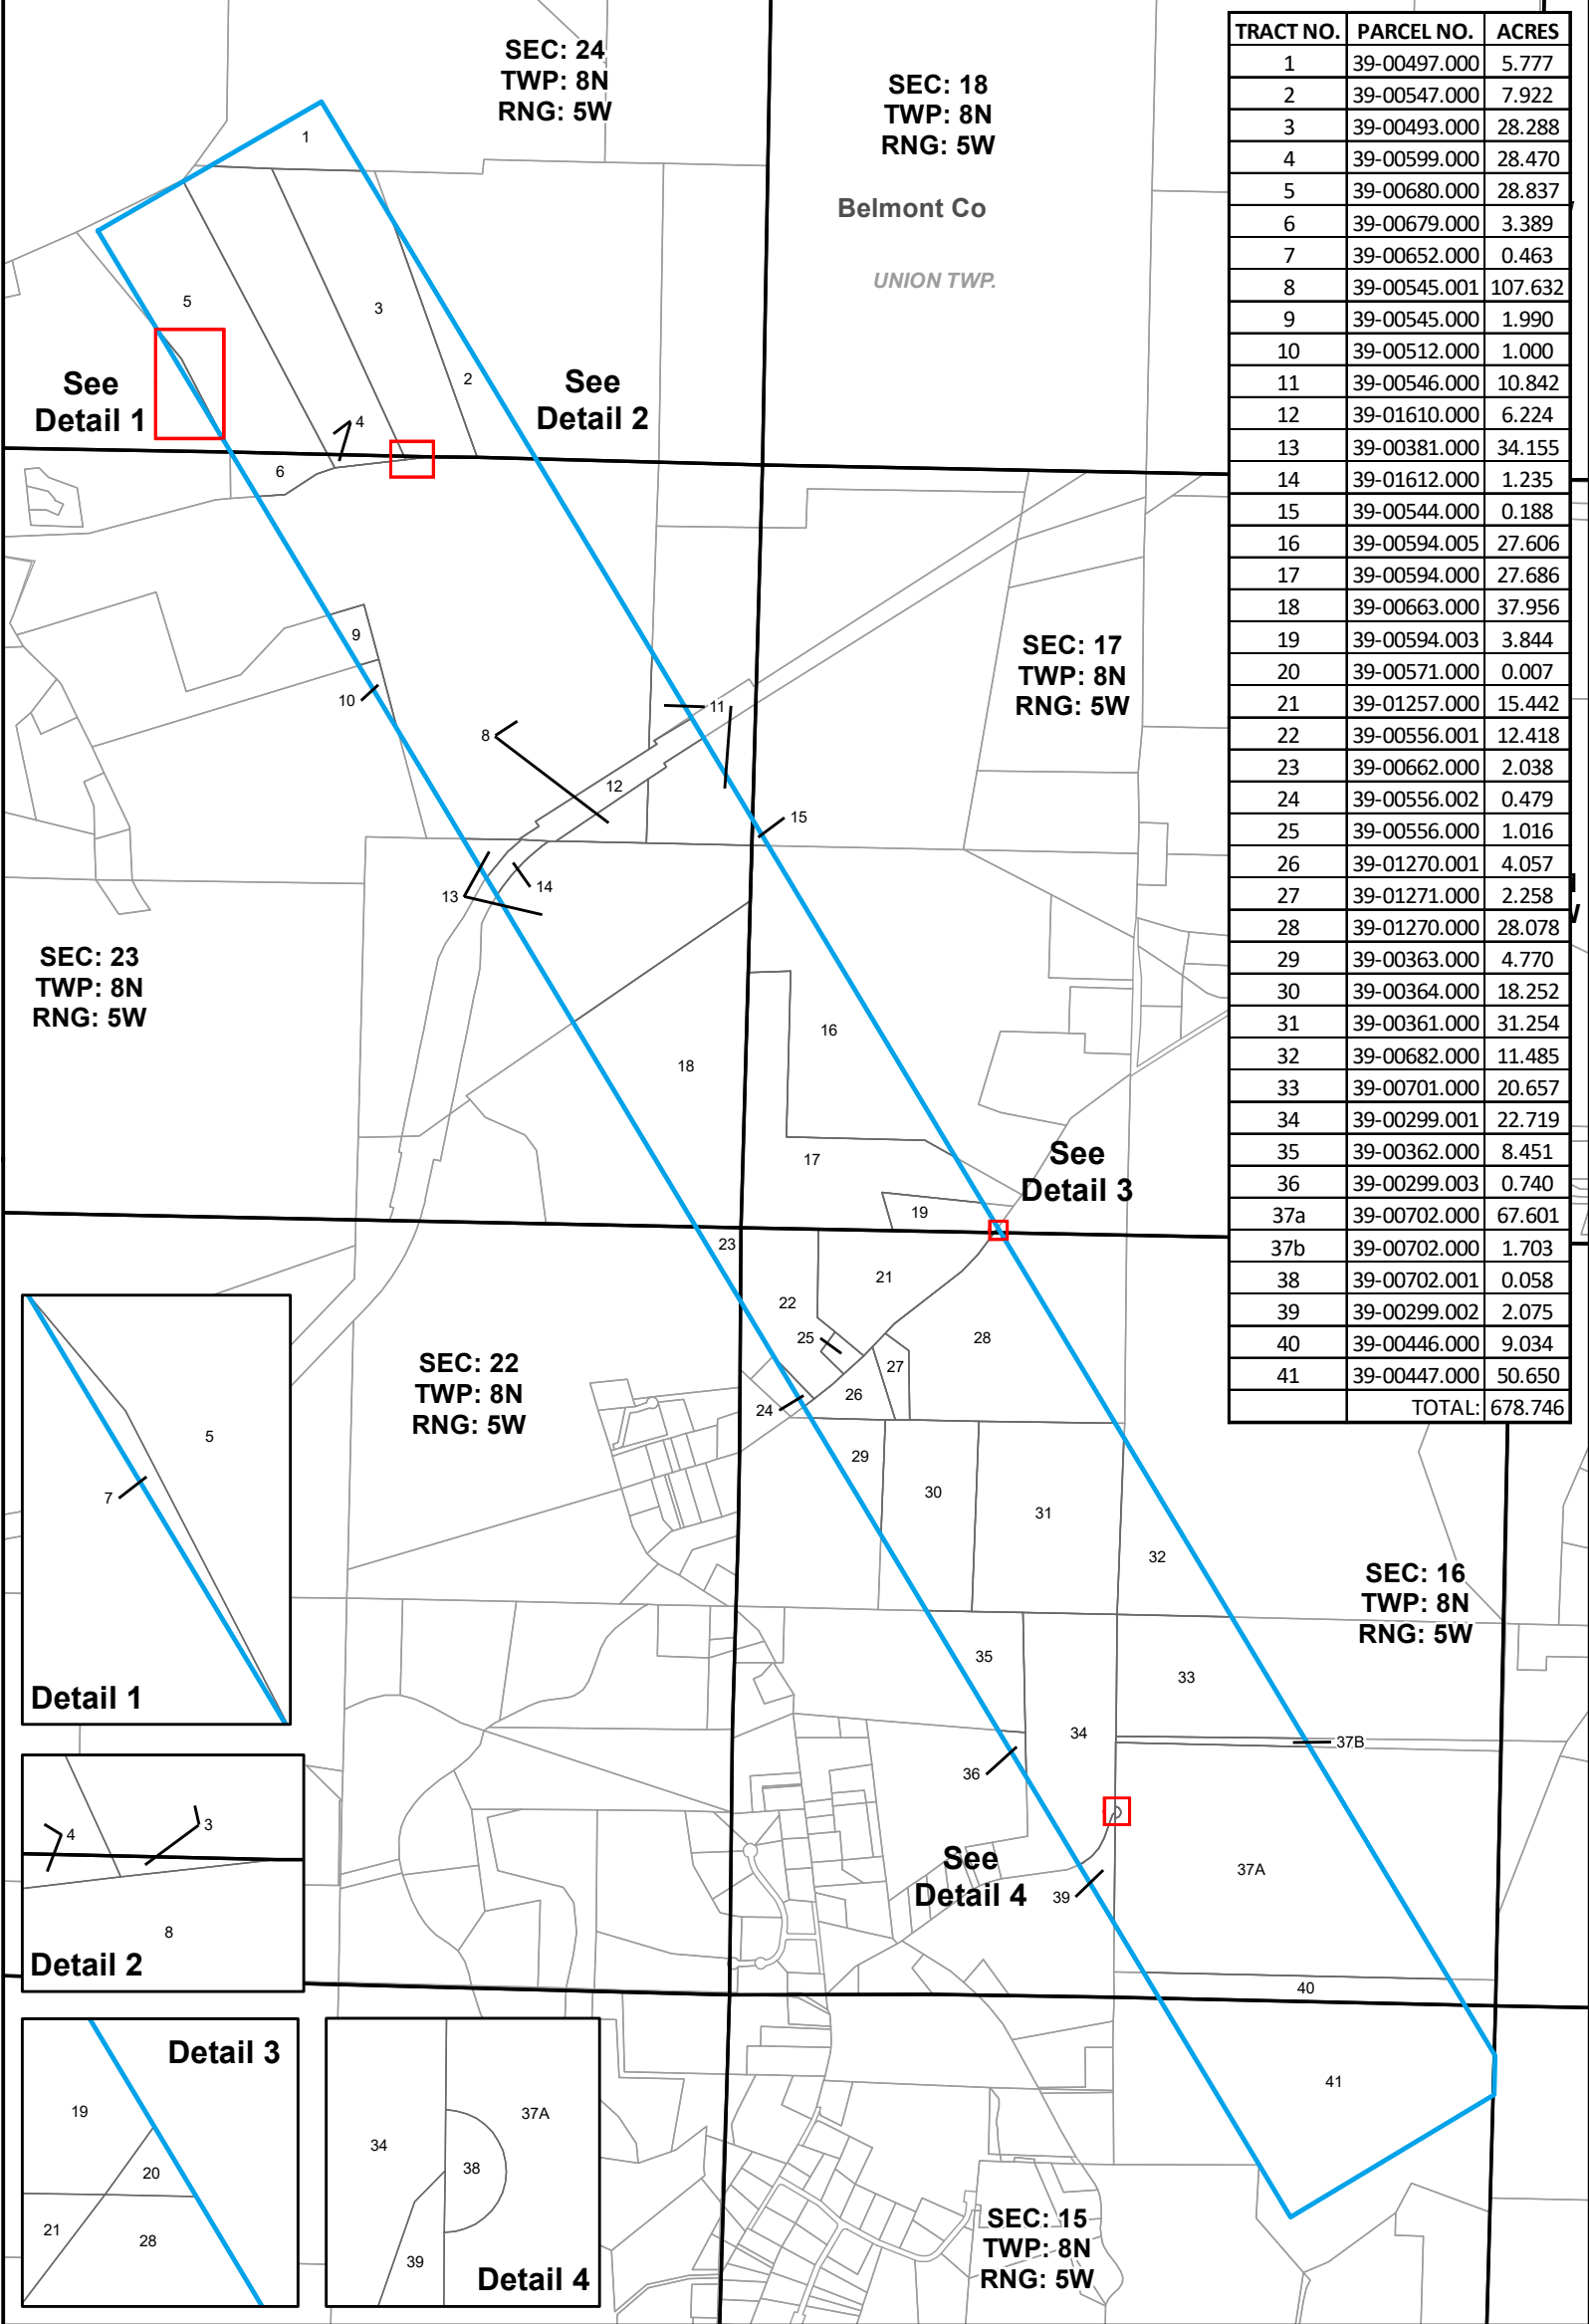 SEC: 24
TWP: 8N
RNG: 5W
SEC: 18
TWP: 8N
RNG: 5W
Belmont Co
UNION TWP.
TRACT NO. PARCEL NO. ACRES
1 39-00497.000 5.777
2 39-00547.000 7.922
3 39-00493.000 28.288
4 39-00599.000 28.470
5 39-00680.000 28.837
6 39-00679.000 3.389
7 39-00652.000 0.463
8 39-00545.001 107.632
9 39-00545.000 1.990
10 39-00512.000 1.000
11 39-00546.000 10.842
12 39-01610.000 6.224
13 39-00381.000 34.155
14 39-01612.000 1.235
15 39-00544.000 0.188
16 39-00594.005 27.606
17 39-00594.000 27.686
18 39-00663.000 37.956
19 39-00594.003 3.844
20 39-00571.000 0.007
21 39-01257.000 15.442
22 39-00556.001 12.418
23 39-00662.000 2.038
24 39-00556.002 0.479
25 39-00556.000 1.016
26 39-01270.001 4.057
27 39-01271.000 2.258
28 39-01270.000 28.078
29 39-00363.000 4.770
30 39-00364.000 18.252
31 39-00361.000 31.254
32 39-00682.000 11.485
33 39-00701.000 20.657
34 39-00299.001 22.719
35 39-00362.000 8.451
36 39-00299.003 0.740
37a 39-00702.000 67.601
37b 39-00702.000 1.703
38 39-00702.001 0.058
39 39-00299.002 2.075
40 39-00446.000 9.034
41 39-00447.000 50.650
TOTAL: 678.746
1
5
3
2
See
Detail 1
See
Detail 2
4
6
9
10
8
11
12
15
13
14
SEC: 17
TWP: 8N
RNG: 5W
SEC: 23
TWP: 8N
RNG: 5W
16
18
17
See
Detail 3
19
23
21
22
25
28
27
26
24
SEC: 22
TWP: 8N
RNG: 5W
29
30
31
32
SEC: 16
TWP: 8N
RNG: 5W
35
33
34
37B
36
See
Detail 4
39
37A
40
41
SEC: 15
TWP: 8N
RNG: 5W
5
7
Detail 1
4
3
8
Detail 2
Detail 3
19
20
21
28
37A
34
38
39
Detail 4